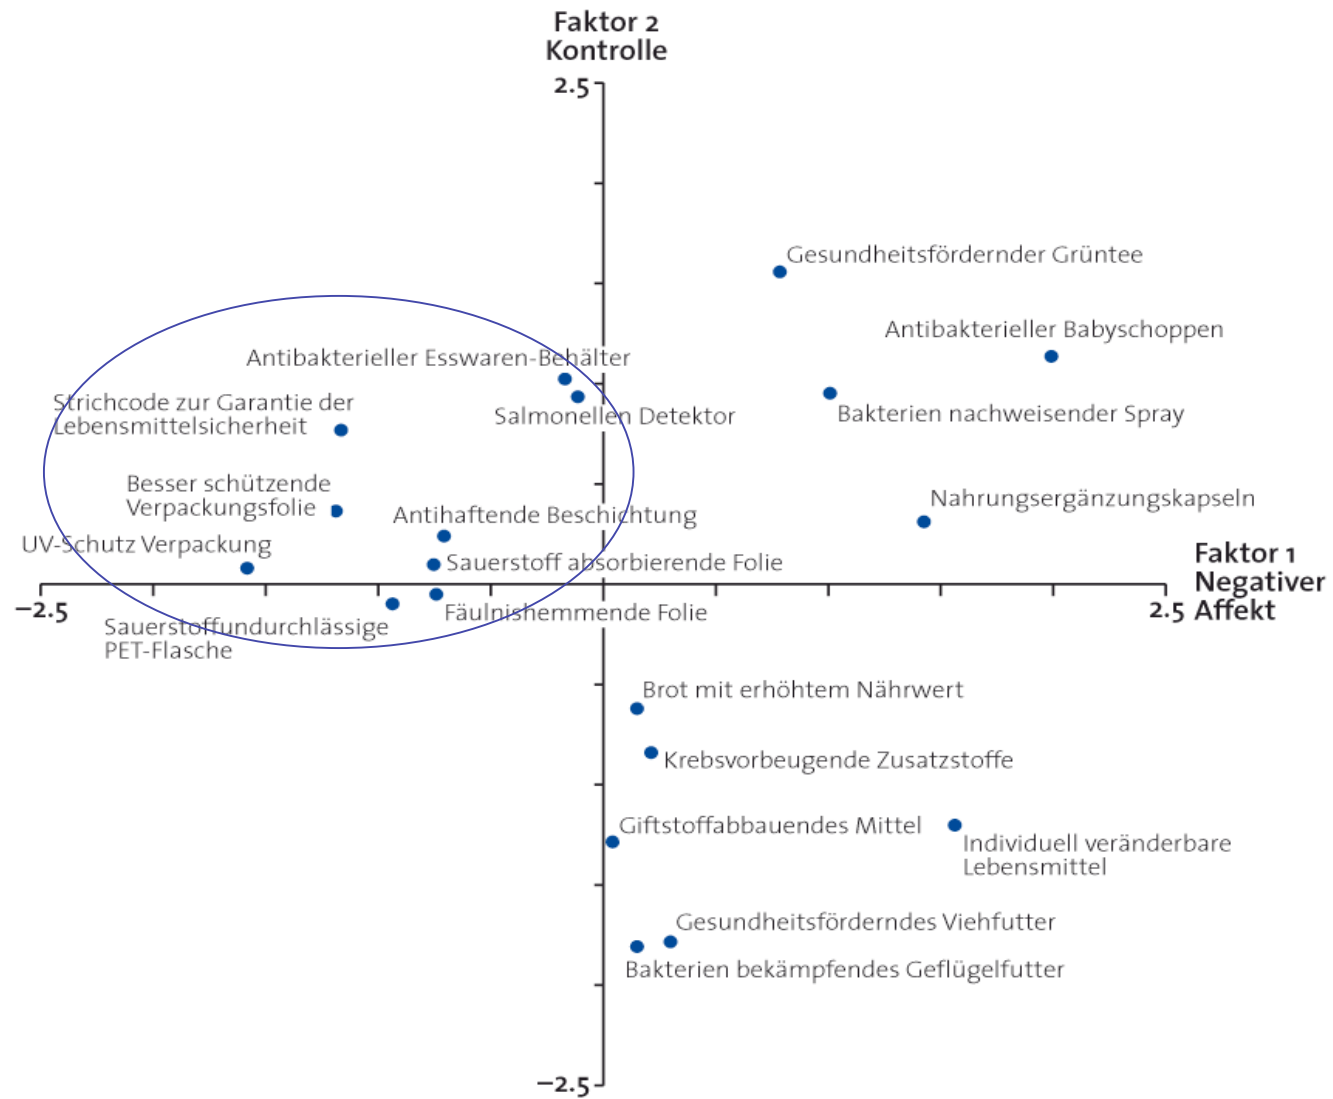 Faktor 2
Kontrolle
2.5
Gesundheitsfördernder Grüntee
Antibakterieller Babyschoppen
Antibakterieller Esswaren-Behälter
Strichcode zur Garantie der
Lebensmittelsicherheit
Salmonellen Detektor
Bakterien nachweisender Spray
Besser schützende
Verpackungsfolie
Nahrungsergänzungskapseln
Antihaftende Beschichtung
UV-Schutz Verpackung
Sauerstoff absorbierende Folie
Faktor 1
Negativer
Affekt
−2.5
2.5
Fäulnishemmende Folie
Sauerstoffundurchlässige
PET-Flasche
Brot mit erhöhtem Nährwert
Krebsvorbeugende Zusatzstoffe
Giftstoffabbauendes Mittel
Individuell veränderbare
Lebensmittel
Gesundheitsförderndes Viehfutter
Bakterien bekämpfendes Geflügelfutter
−2.5